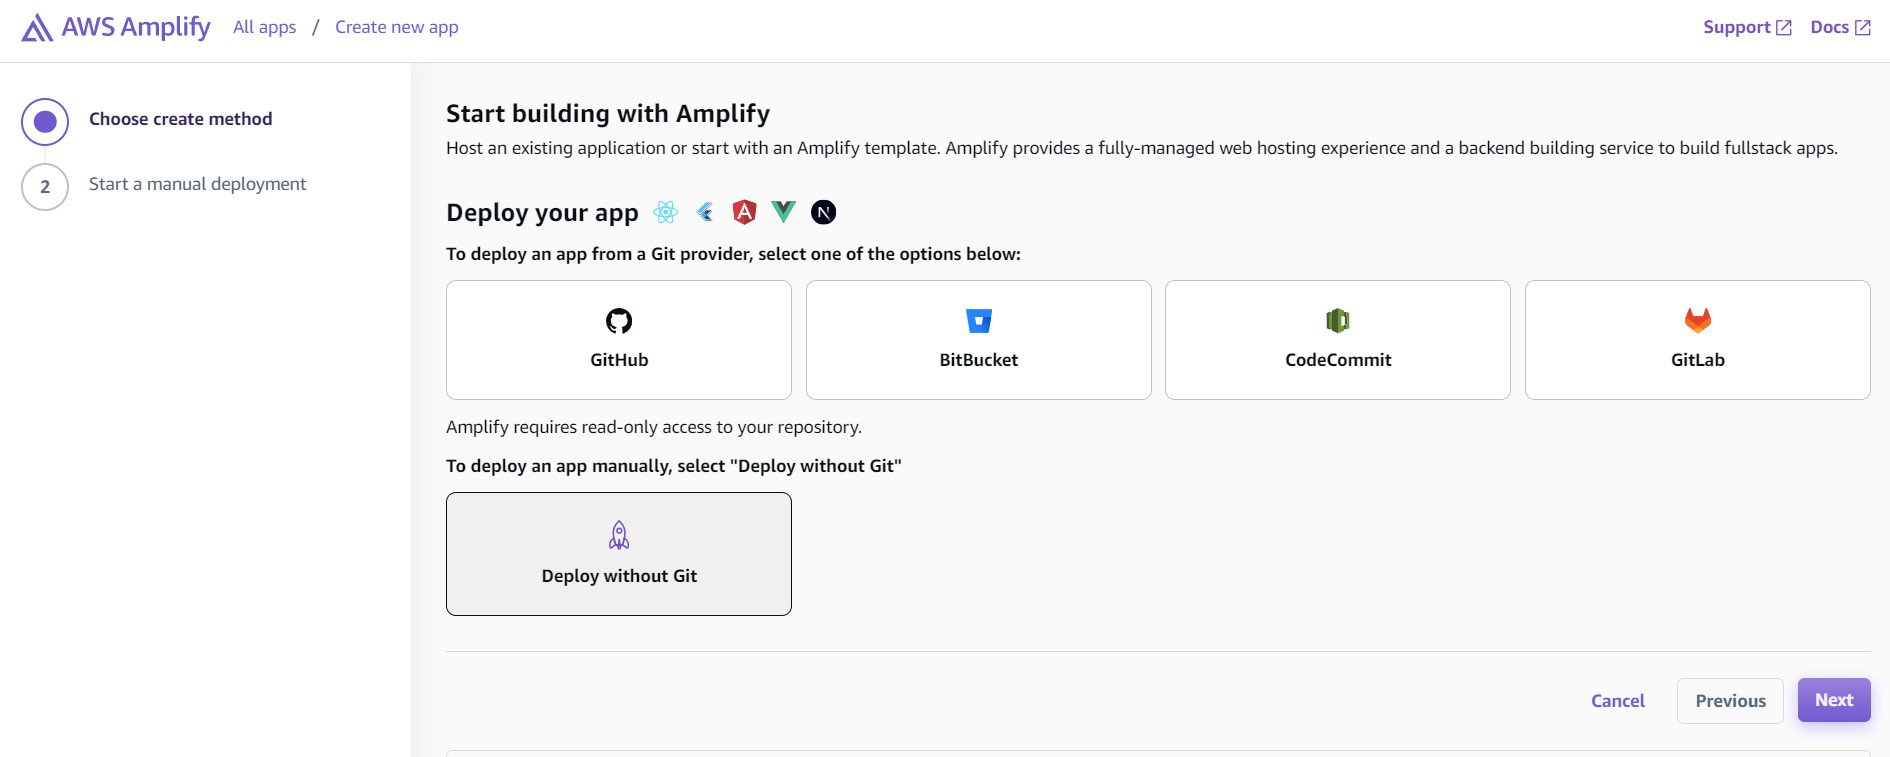 AWS Amplify All apps / Create new app Support Docs
Choose create method
2 Start a manual deployment
Start building with Amplify
Host an existing application or start with an Amplify template. Amplify provides a fully-managed web hosting experience and a backend building service to build fullstack apps.
Deploy your app
To deploy an app from a Git provider, select one of the options below:
GitHub BitBucket CodeCommit GitLab
Amplify requires read-only access to your repository.
To deploy an app manually, select "Deploy without Git"
Deploy without Git
Cancel Previous Next